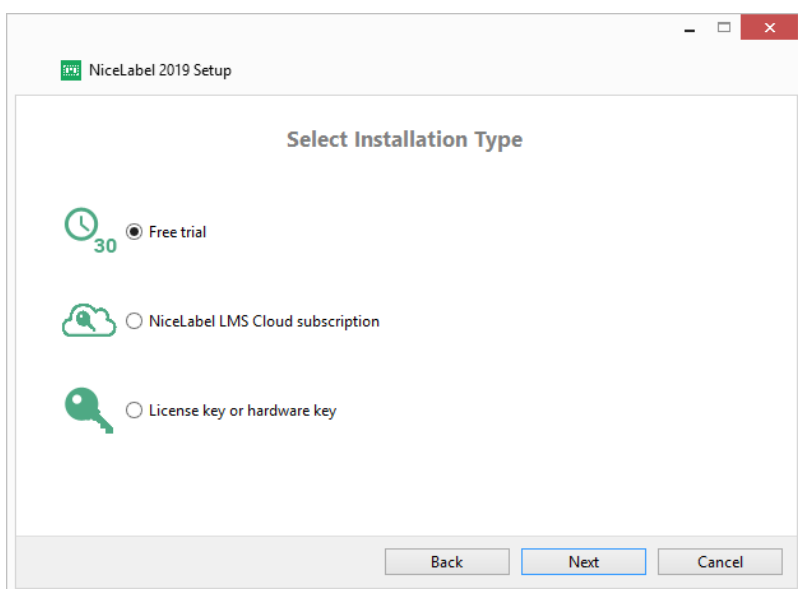 NiceLabel 2019 Setup
Select Installation Type
30
Free trial
NiceLabel LMS Cloud subscription
License key or hardware key
Back
Next
Cancel